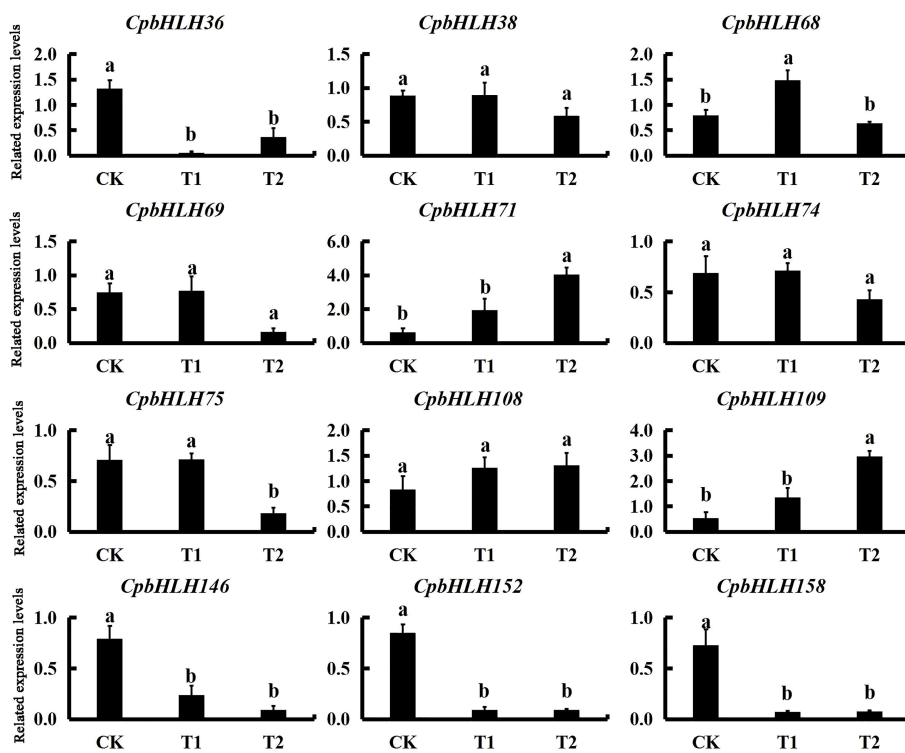 CpbHLH36 CpbHLH38 CpbHLH68
Related expression levels
2.0 1.5 1.0 0.5 0.0
a b b
CK T1 T2
1.5 1.0 0.5 0.0
a a a
CK T1 T2
2.0 1.5 1.0 0.5 0.0
b a b
CK T1 T2
CpbHLH69 CpbHLH71 CpbHLH74
Related expression levels
1.5 1.0 0.5 0.0
a a a
CK T1 T2
6.0 4.0 2.0 0.0
b b a
CK T1 T2
1.0 0.5 0.0
a a a
CK T1 T2
CpbHLH75 CpbHLH108 CpbHLH109
Related expression levels
1.0 0.5 0.0
a a b
CK T1 T2
2.0 1.5 1.0 0.5 0.0
a a a
CK T1 T2
4.0 3.0 2.0 1.0 0.0
b b a
CK T1 T2
CpbHLH146 CpbHLH152 CpbHLH158
Related expression levels
1.0 0.5 0.0
a b b
CK T1 T2
1.0 0.5 0.0
a b b
CK T1 T2
1.0 0.5 0.0
a b b
CK T1 T2